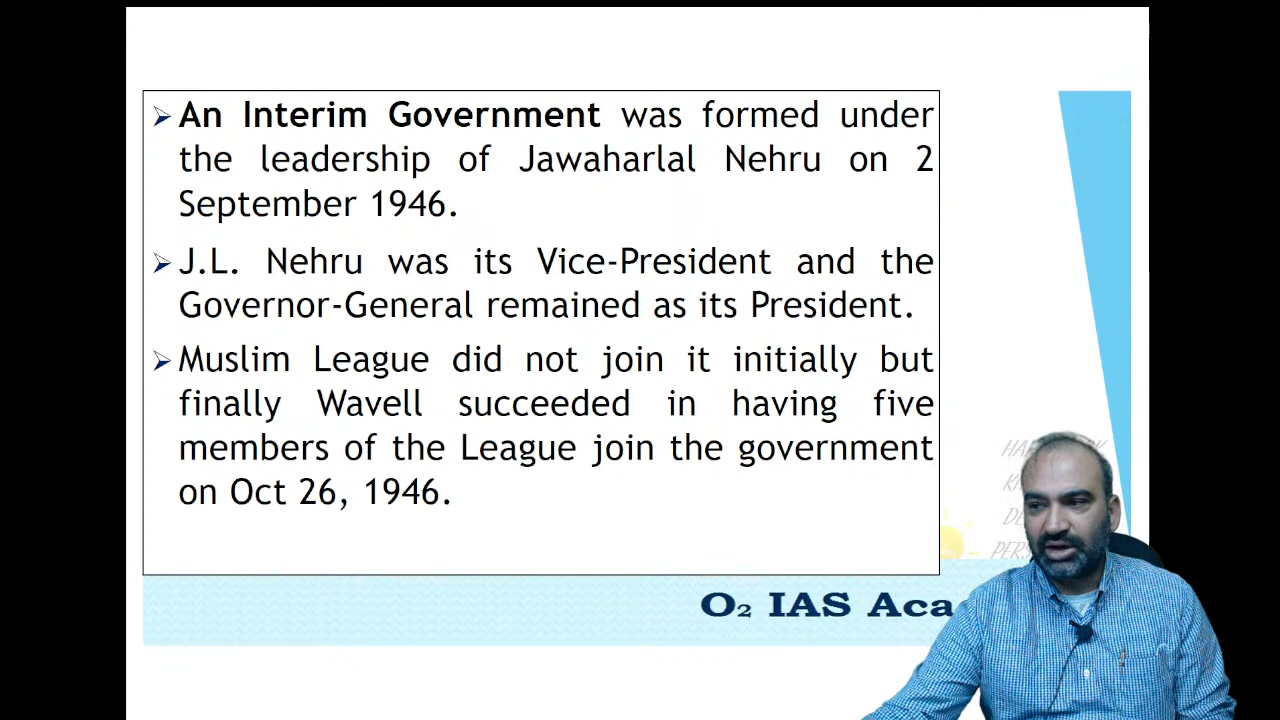 An Interim Government was formed under
the leadership of Jawaharlal Nehru on 2
September 1946.
J.L. Nehru was its Vice-President and the
Governor-General remained as its President.
Muslim League did not join it initially but
finally Wavell succeeded in having five
members of the League join the government
on Oct 26, 1946.
O₂ IAS Aca